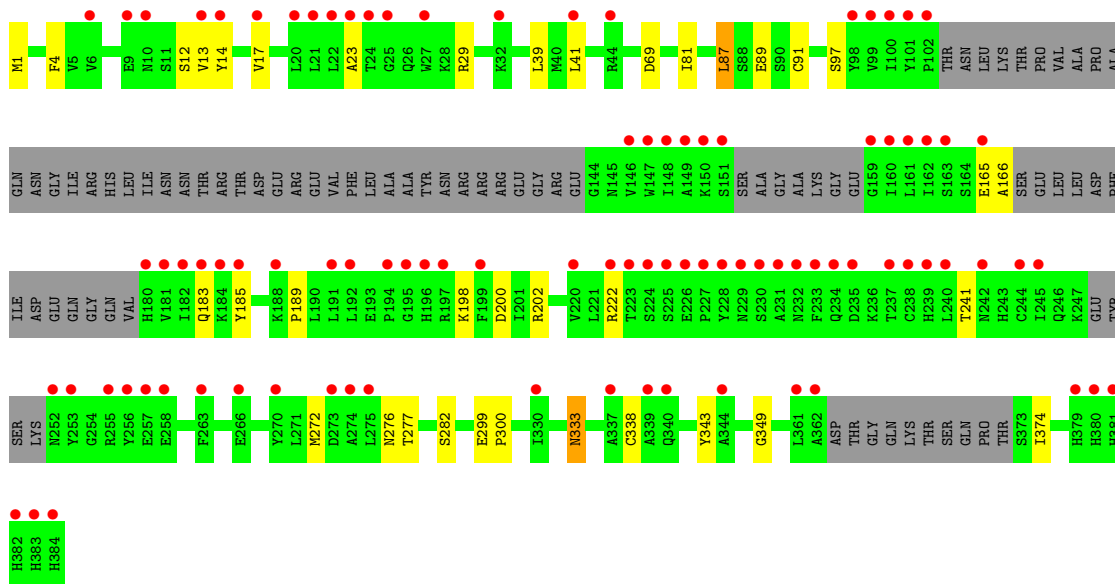 M1 F4 V5 V6 E9 N10 S11 S12 V13 Y14 V17 L20 L21 L22 A23 T24 G25 Q26 W27 K28 R29 K32 L39 M40 L41 R44 D69 I81 L87 S88 E89 S90 C91 S97 Y98 V99 I100 Y101 P102 THR ASN LEU LYS THR PRO VAL ALA PRO ALA
GLN ASN GLY ILE ARG HIS LEU ILE ASN ASN THR ARG THR ASP GLU ARG GLU VAL PHE LEU ALA ALA TYR ASN ARG ARG ARG GLU GLY ARG GLU G144 N145 V146 W147 I148 A149 K150 S151 SER ALA GLY ALA LYS GLY GLU G159 I160 L161 I162 S163 S164 E165 A166 SER GLU LEU LEU ASP PHE
ILE ASP GLU GLN GLY GLN VAL H180 V181 I182 Q183 K184 Y185 K188 P189 L190 L191 L192 E193 P194 G195 H196 R197 K198 F199 D200 I201 R202 V220 L221 R222 T223 S224 S225 E226 P227 Y228 N229 S230 A231 N232 F233 Q234 D235 K236 T237 C238 H239 L240 T241 N242 H243 C244 I245 Q246 K247 GLU TYR
SER LYS N252 Y253 G254 R255 Y256 E257 E258 F263 E266 Y270 L271 M272 D273 A274 L275 N276 T277 S282 E299 P300 I330 N333 A337 C338 A339 Q340 Y343 A344 G349 L361 A362 ASP THR GLY GLN LYS THR SER GLN PRO THR S373 I374 H379 H380 H381
H382 H383 H384